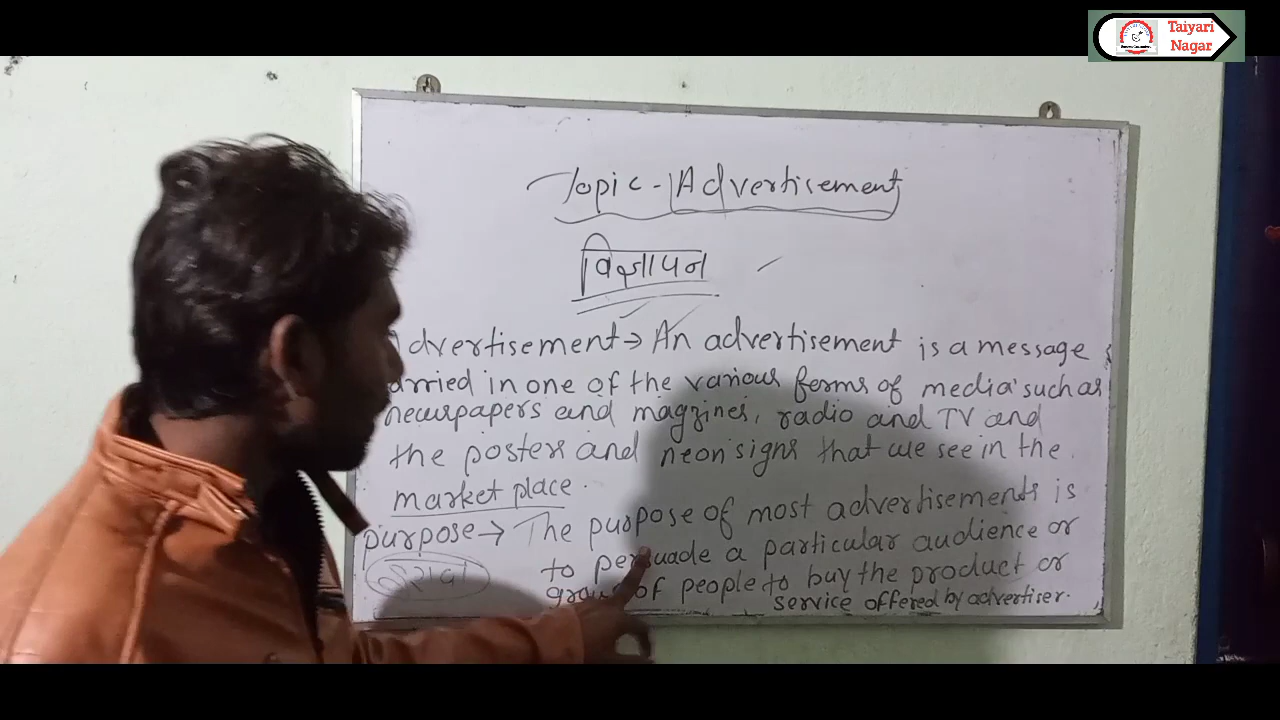 Taiyari
Nagar
Topic - Advertisement
विज्ञापन
Advertisement → An advertisement is a message
carried in one of the various forms of media such as
newspapers and magzines, radio and TV and
the posters and neon signs that we see in the
market place.
purpose → The purpose of most advertisements is
to persuade a particular audience or
group of people to buy the product or
service offered by advertiser.